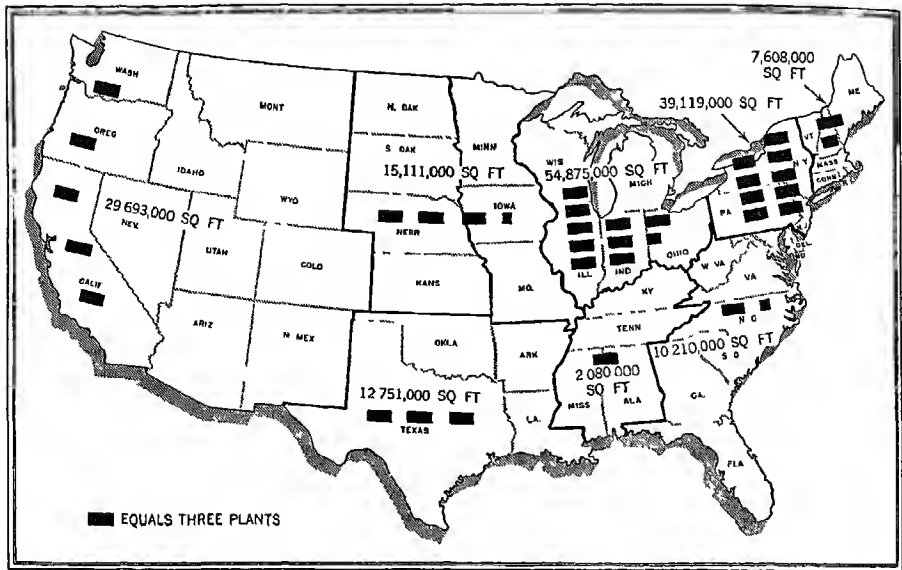 7,608,000
SQ FT
39,119,000 SQ FT
WASH
MONT
N. DAK
MINN
ME
OREG
IDAHO
S DAK
WIS
MICH
VT
N Y
MASS
CONN
15,111,000 SQ FT
54,875,000 SQ FT
WYO
IOWA
29 693,000 SQ FT
NEV.
NEBR
PA
UTAH
COLO
ILL
IND
OHIO
W VA
VA
CALIF
KANS
MO.
KY
ARIZ
N MEX
OKLA
ARK
TENN
N C
10 210,000 SQ FT
S C
2 080 000
SQ FT
12 751,000 SQ FT
TEXAS
LA.
MISS
ALA
GA.
FLA
EQUALS THREE PLANTS